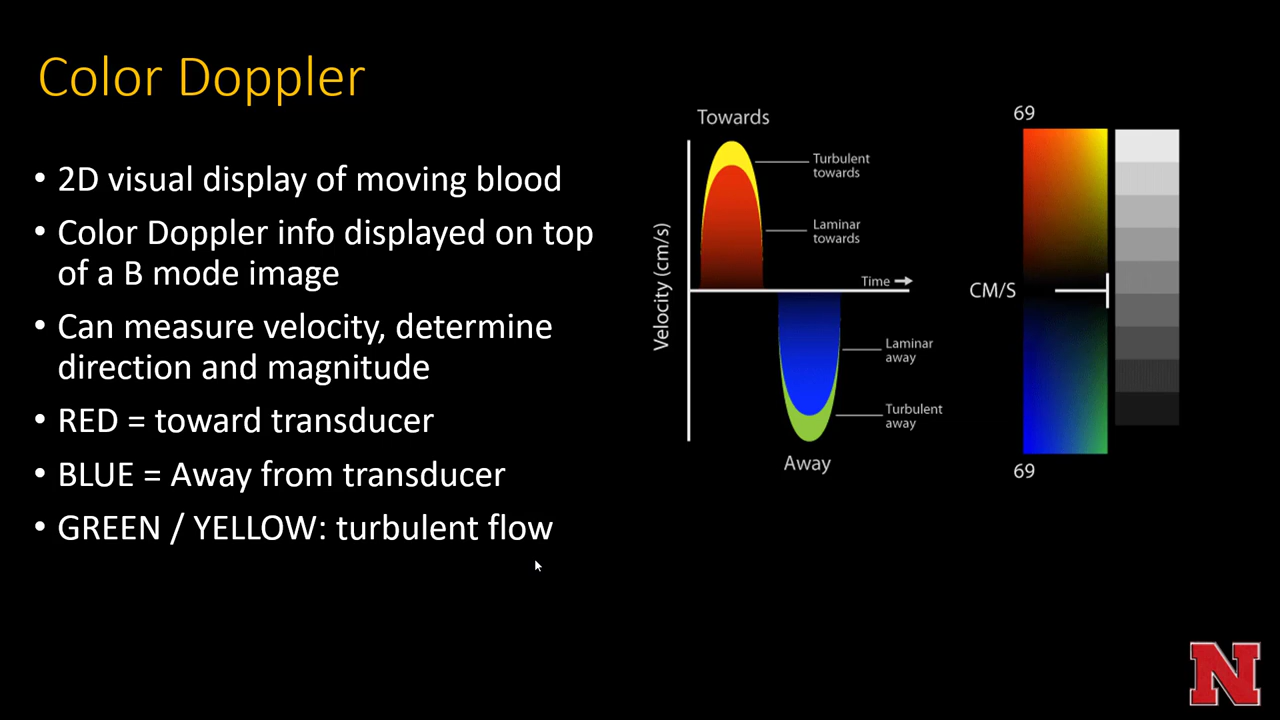 Color Doppler
• 2D visual display of moving blood
• Color Doppler info displayed on top
of a B mode image
• Can measure velocity, determine
direction and magnitude
• RED = toward transducer
• BLUE = Away from transducer
• GREEN / YELLOW: turbulent flow
Towards
Turbulent
towards
Laminar
towards
Velocity (cm/s)
Time
Laminar
away
Turbulent
away
Away
69
CM/S
69
N